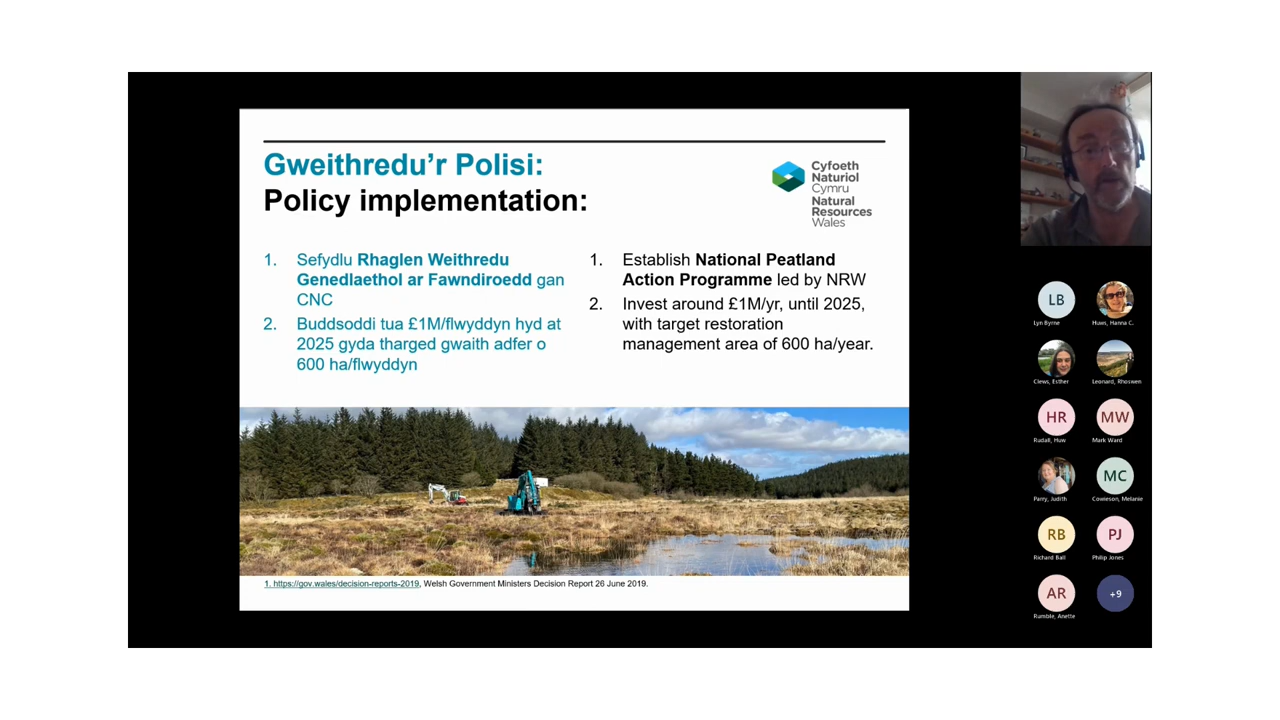 Gweithredu'r Polisi:
Policy implementation:
Cyfoeth
Naturiol
Cymru
Natural
Resources
Wales
1. Sefydlu Rhaglen Weithredu
Genedlaethol ar Fawndiroedd gan
CNC
2. Buddsoddi tua £1M/flwyddyn hyd at
2025 gyda tharged gwaith adfer o
600 ha/flwyddyn
1. Establish National Peatland
Action Programme led by NRW
2. Invest around £1M/yr, until 2025,
with target restoration
management area of 600 ha/year.
1. https://gov.wales/decision-reports-2019, Welsh Government Ministers Decision Report 26 June 2019.
LB
Lyn Byrne
Huws, Hanna C.
Clews, Esther
Leonard, Rhoswen
HR
Rudall, Huw
MW
Mark Ward
Parry, Judith
MC
Cowieson, Melanie
RB
Richard Ball
PJ
Philip Jones
AR
Rumble, Anette
+9